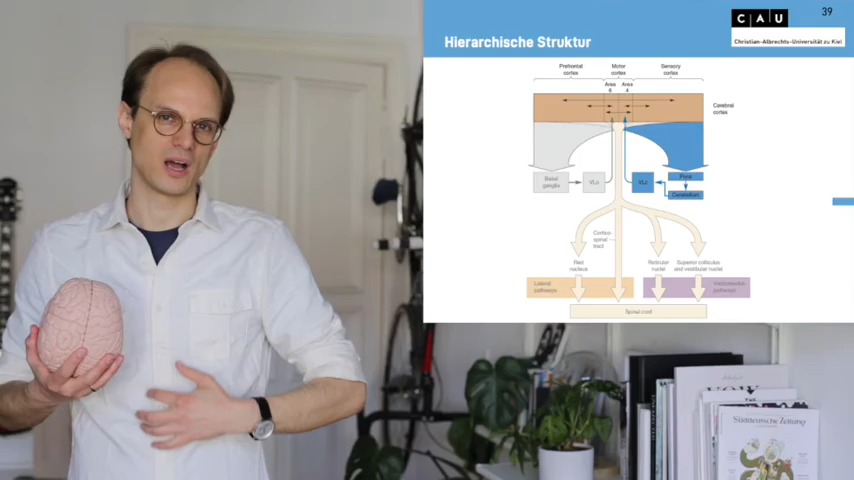 39
CAU
Christian-Albrechts-Universität zu Kiel
Hierarchische Struktur
Prefrontal
cortex
Motor
cortex
Sensory
cortex
Area
6
Area
4
Cerebral
cortex
Basal
ganglia
VLo
VLc
Pons
Cerebellum
Cortico-
spinal
tract
Red
nucleus
Reticular
nuclei
Superior colliculus
and vestibular nuclei
Lateral
pathways
Ventromedial
pathways
Spinal cord
Süddeutsche Zeitung